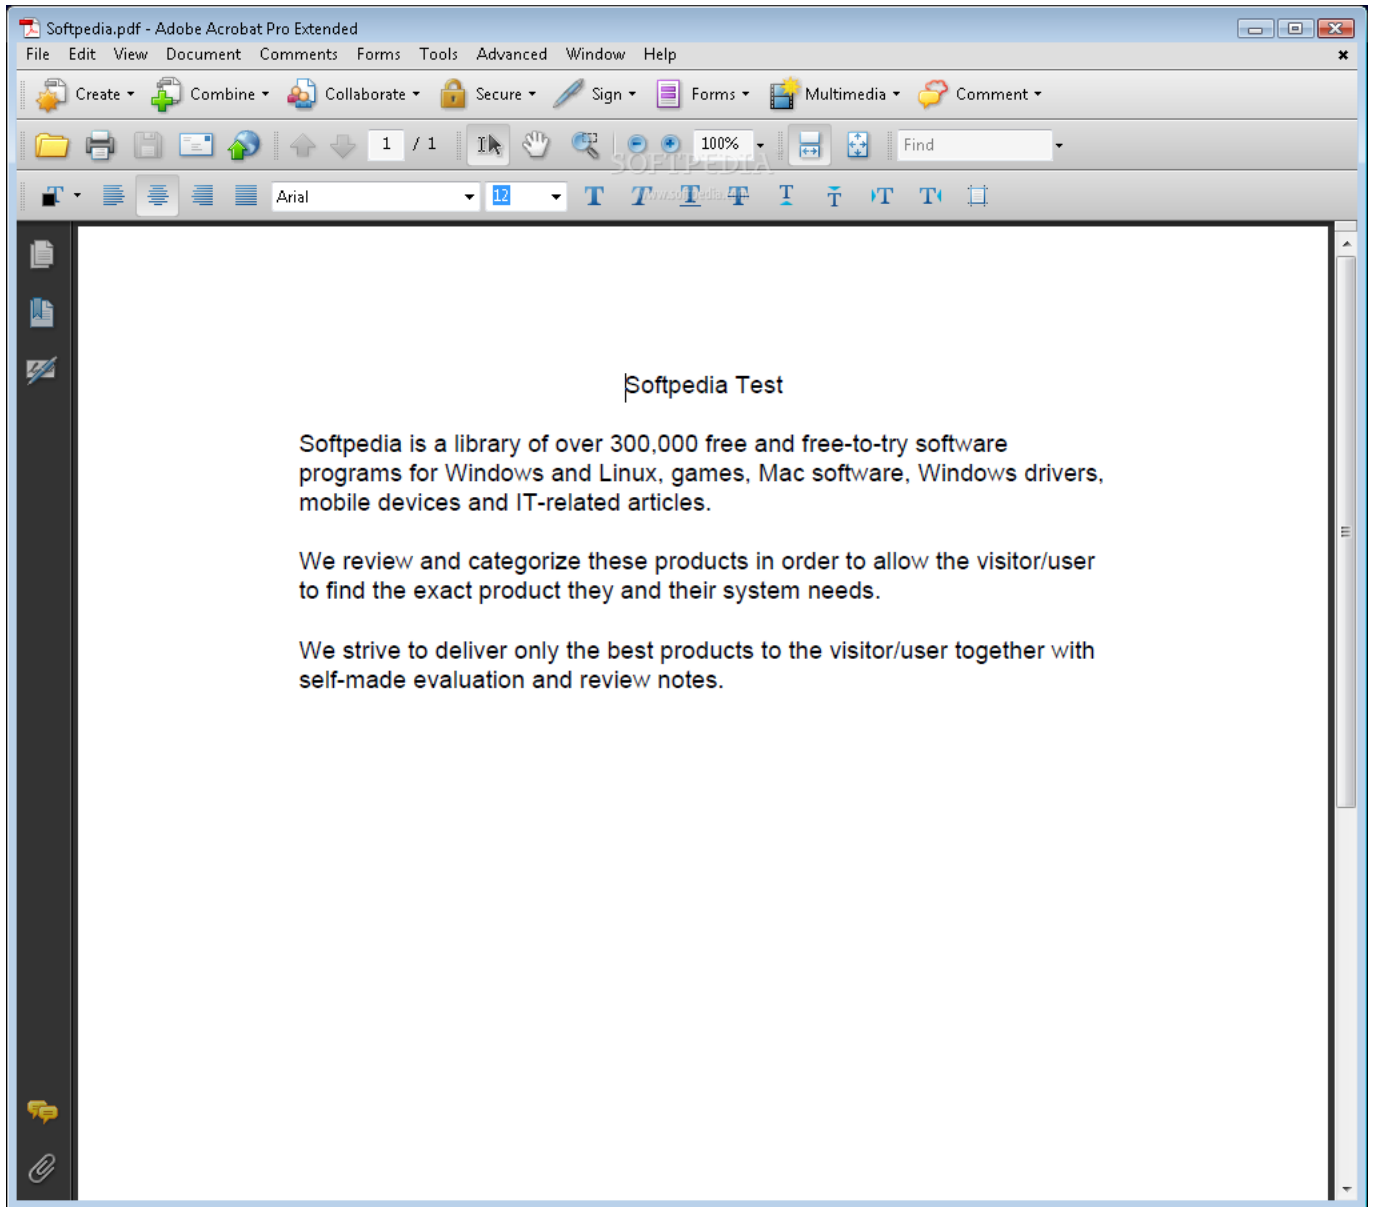 Softpedia.pdf - Adobe Acrobat Pro Extended
File Edit View Document Comments Forms Tools Advanced Window Help
Create Combine Collaborate Secure Sign Forms Multimedia Comment
1 / 1 100% Find
SOFTPEDIA
www.softpedia.com
Arial 12
Softpedia Test
Softpedia is a library of over 300,000 free and free-to-try software
programs for Windows and Linux, games, Mac software, Windows drivers,
mobile devices and IT-related articles.
We review and categorize these products in order to allow the visitor/user
to find the exact product they and their system needs.
We strive to deliver only the best products to the visitor/user together with
self-made evaluation and review notes.